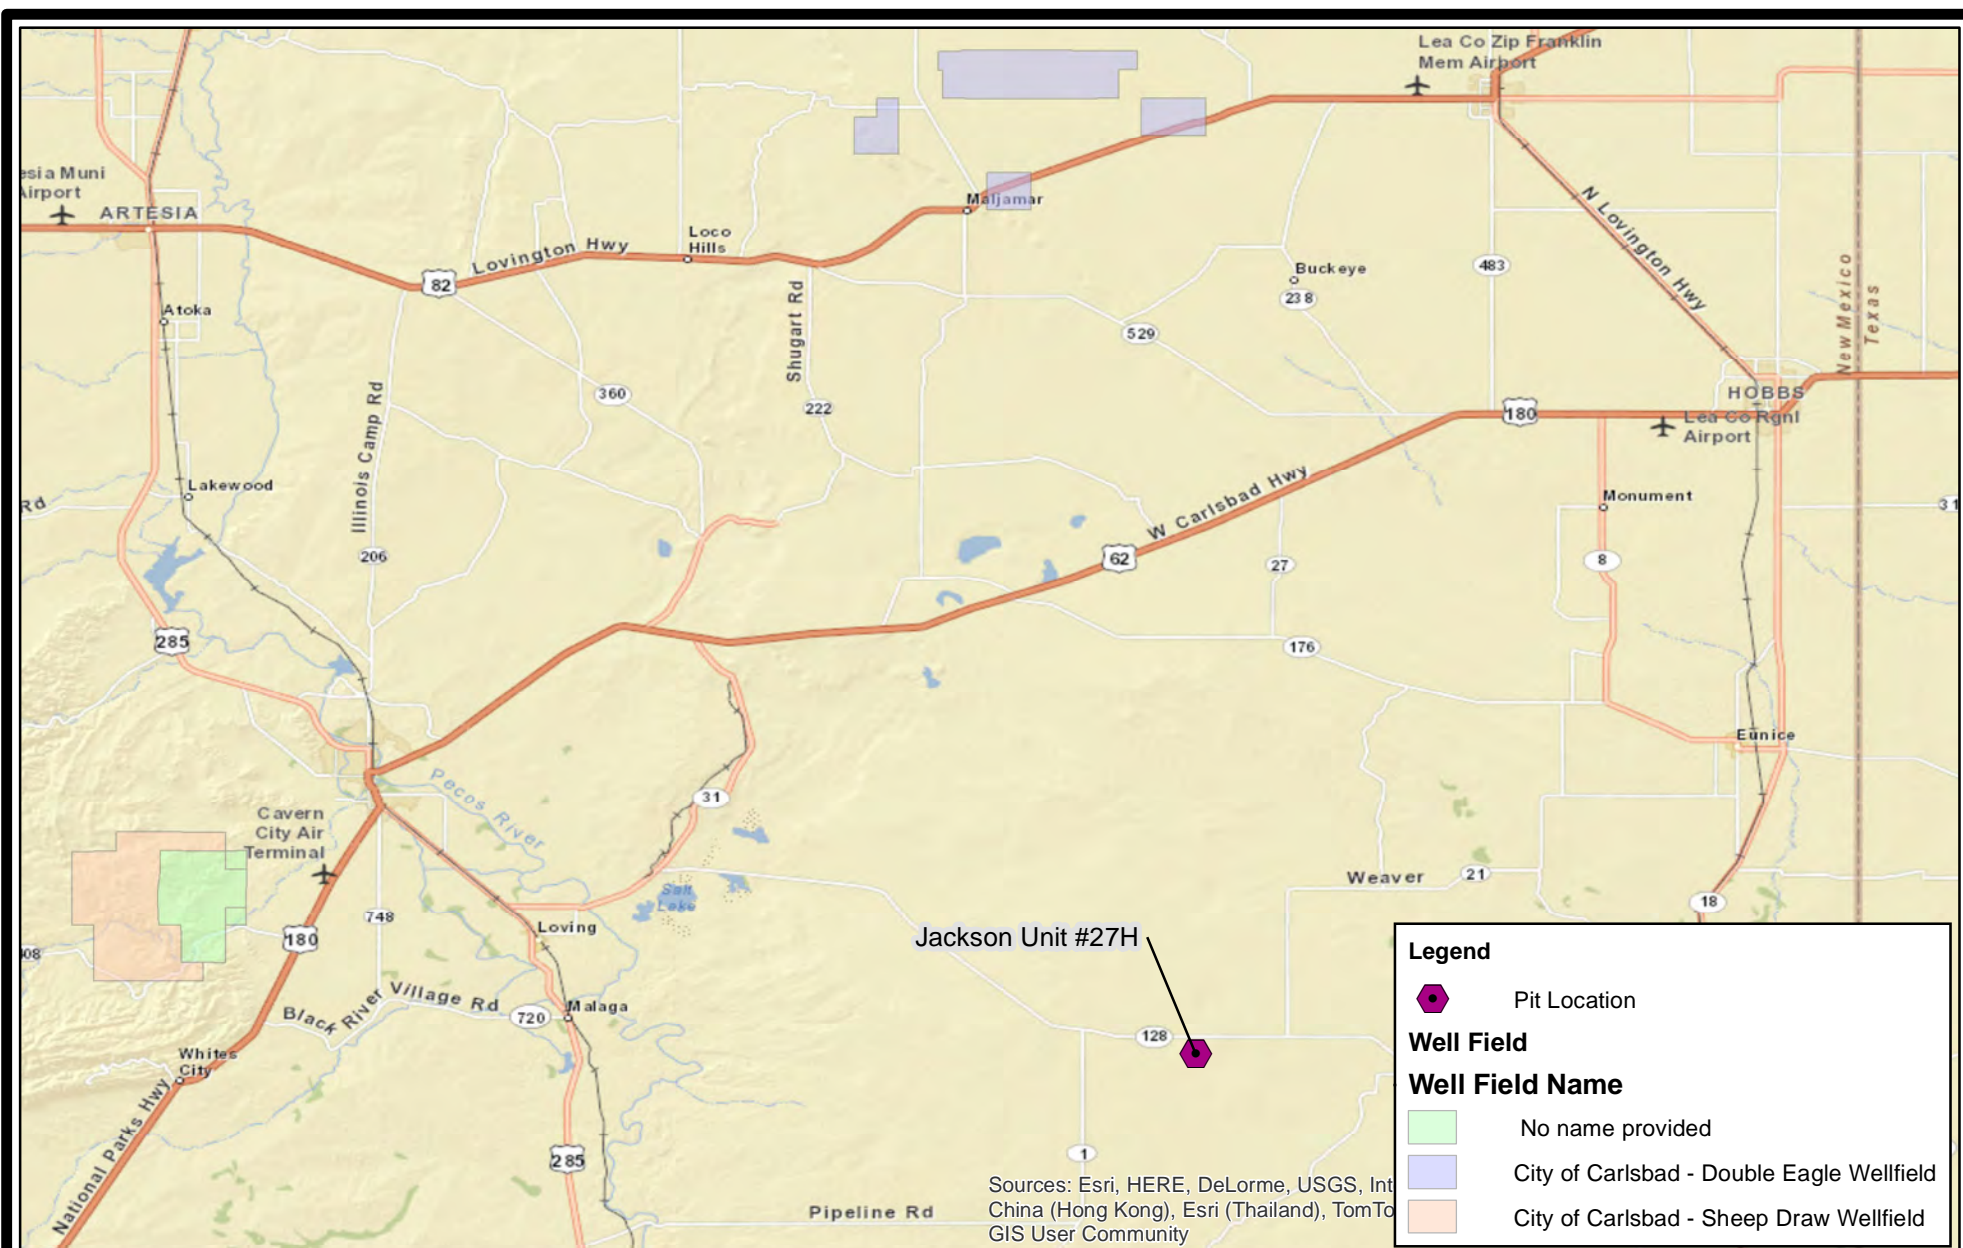 Lea Co Zip Franklin
Mem Airport
esia Muni
Airport
ARTESIA
Maljamar
Loco
Hills
Lovington Hwy
82
Buckeye
238
483
N Lovington Hwy
New Mexico
Texas
Atoka
Shugart Rd
529
360
222
Illinois Camp Rd
HOBBS
180
Lea Co Rgnl
Airport
Lakewood
Rd
W Carlsbad Hwy
Monument
31
206
62
27
8
285
176
Eunice
Pecos River
31
Cavern
City Air
Terminal
Weaver
21
Salt
Lake
18
748
Loving
180
08
Jackson Unit #27H
Black River
Village Rd
720
Malaga
128
Whites
City
National Parks Hwy
285
1
Pipeline Rd
Sources: Esri, HERE, DeLorme, USGS, Int
China (Hong Kong), Esri (Thailand), TomTo
GIS User Community
Legend
Pit Location
Well Field
Well Field Name
No name provided
City of Carlsbad - Double Eagle Wellfield
City of Carlsbad - Sheep Draw Wellfield